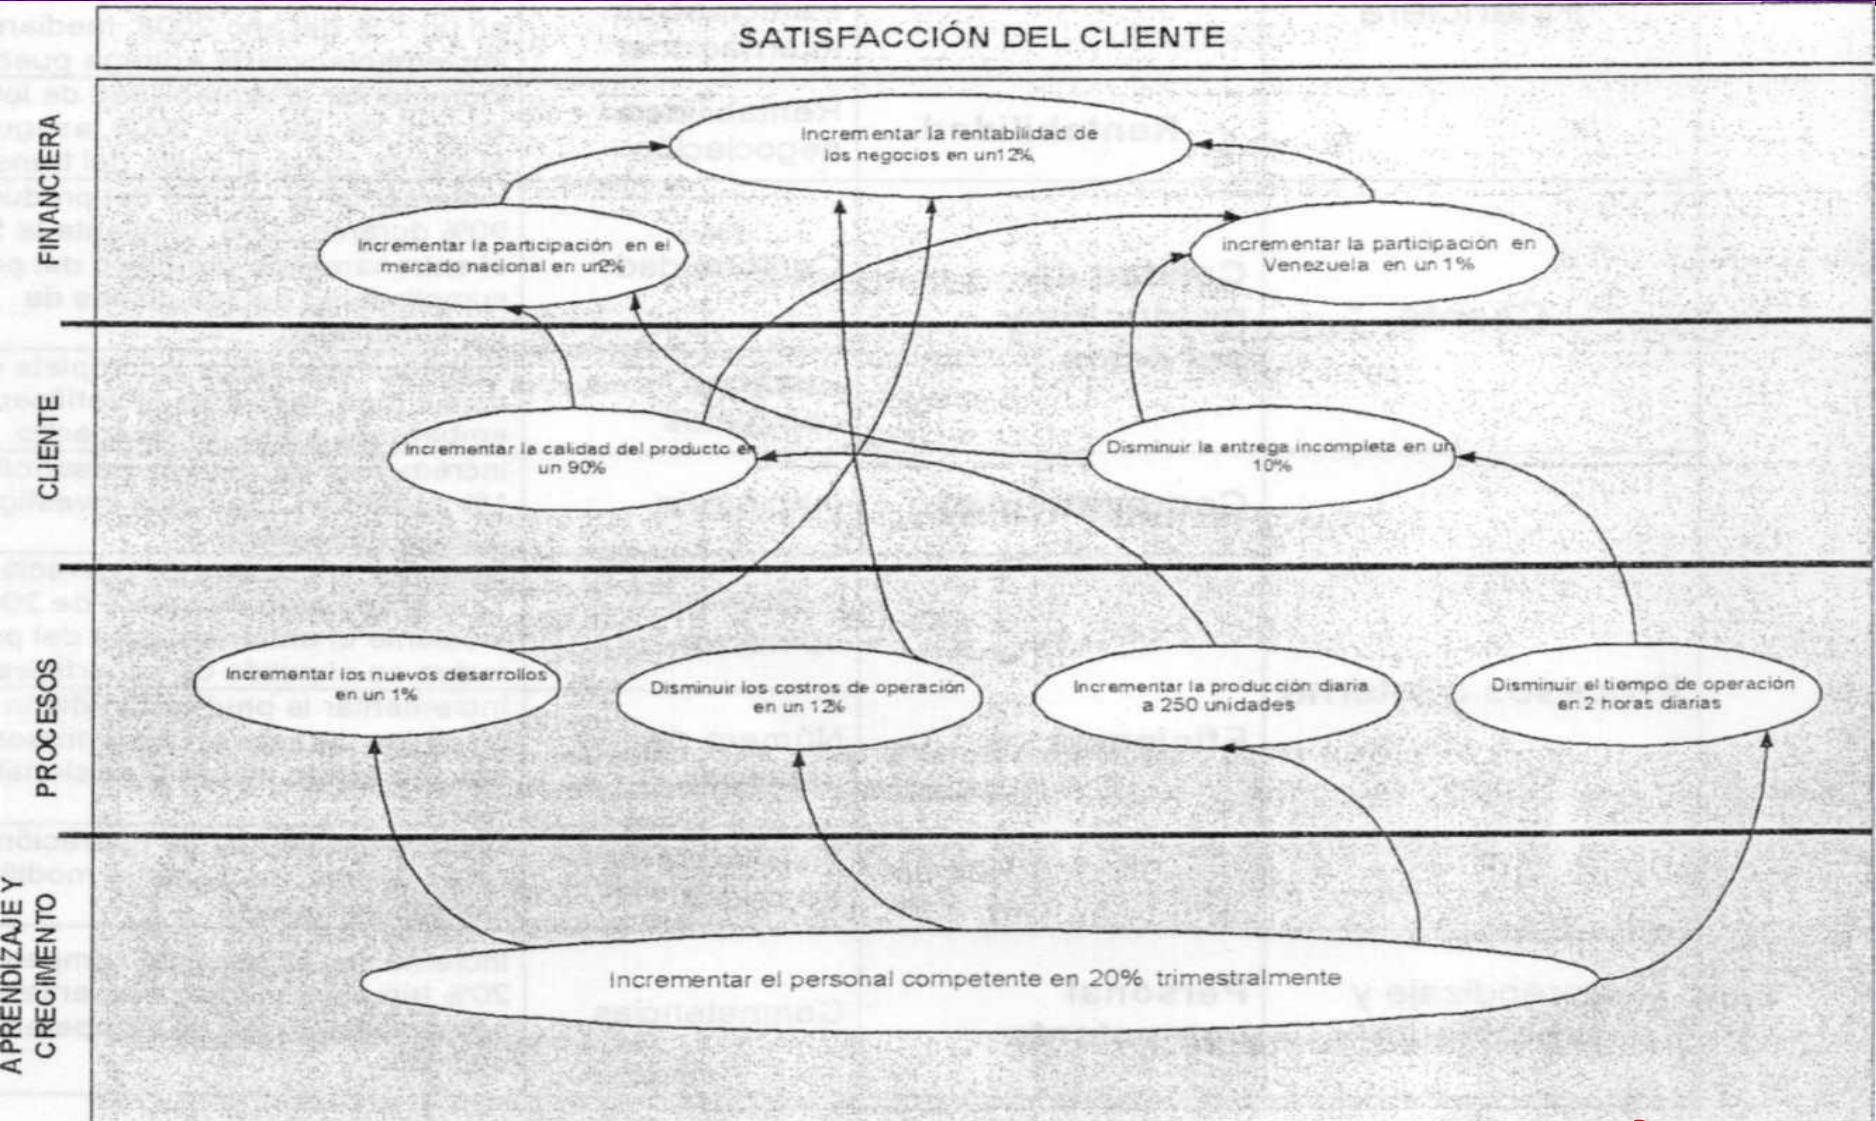 SATISFACCIÓN DEL CLIENTE
FINANCIERA
Incrementar la rentabilidad de
los negocios en un12%,
Incrementar la participación en el
mercado nacional en un2%
incrementar la participación en
Venezuela en un 1%
CLIENTE
Incrementar la calidad del producto en
un 90%
Disminuir la entrega incompleta en un
10%
PROCESOS
Incrementar los nuevos desarrollos
en un 1%
Disminuir los costros de operación
en un 12%
Incrementar la producción diaria
a 250 unidades
Disminuir el tiempo de operación
en 2 horas diarias
APRENDIZAJE Y
CRECIMIENTO
Incrementar el personal competente en 20% trimestralmente